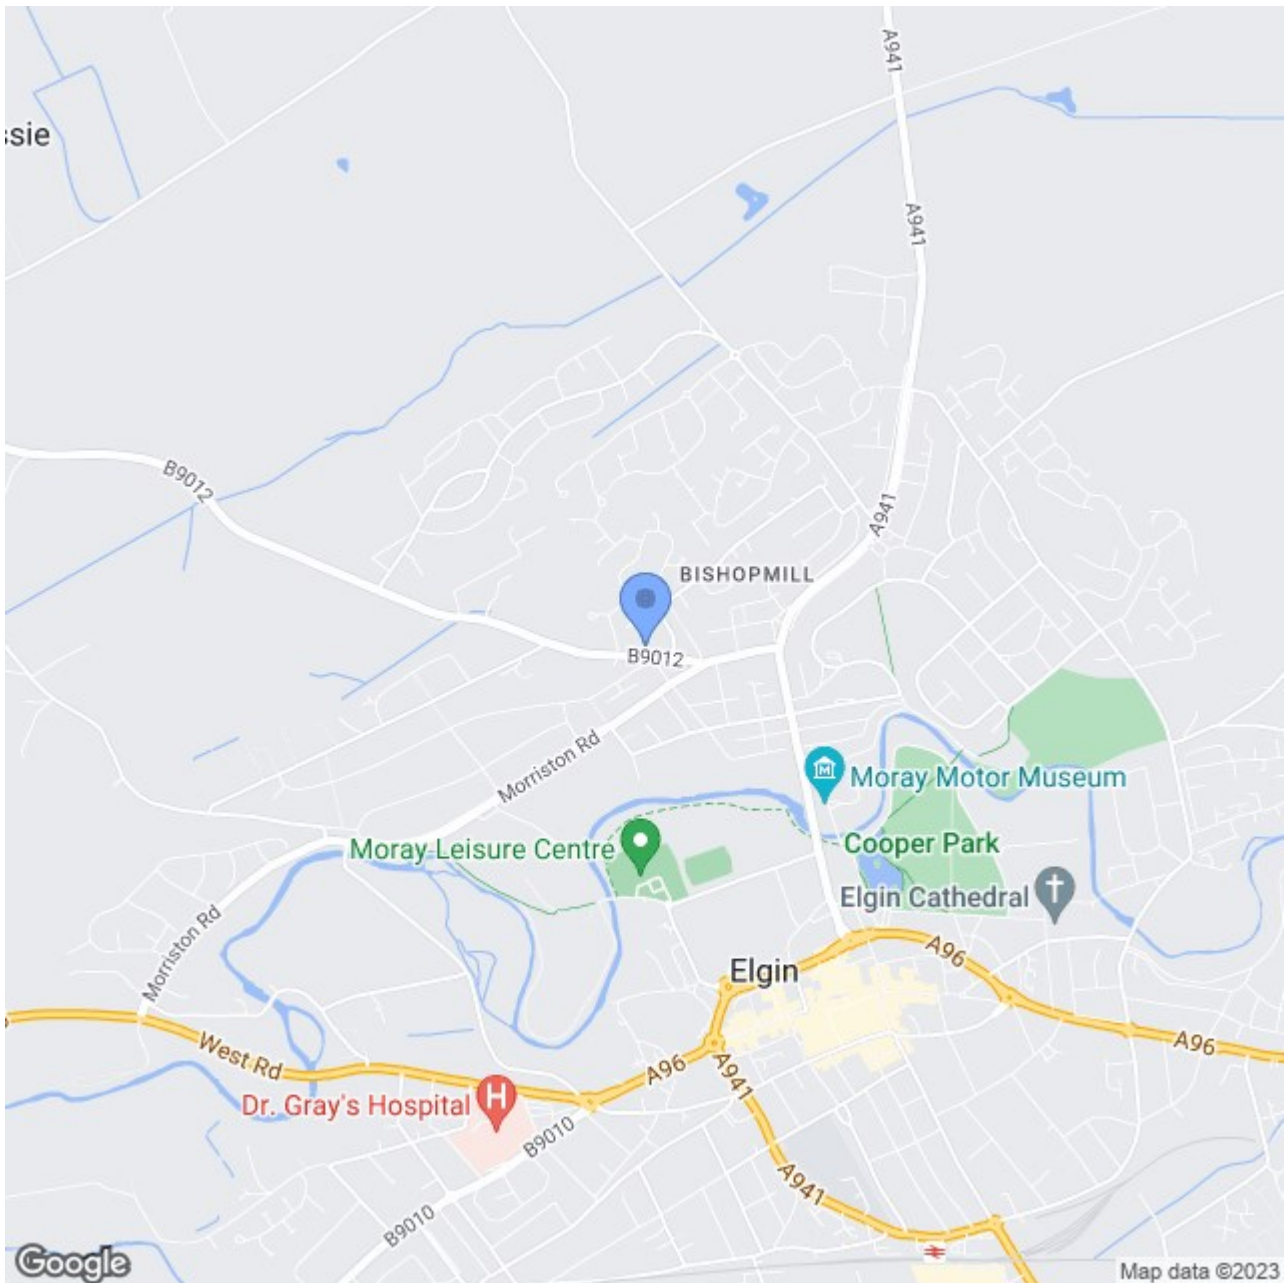 A941
ssie
A941
B9012
A941
BISHOPMILL
B9012
Morriston Rd
Moray Motor Museum
Moray Leisure Centre
Cooper Park
Elgin Cathedral
Morriston Rd
A96
Elgin
West Rd
A96
A96
A941
Dr. Gray's Hospital
H
B9010
A941
B9010
Google
Map data ©2023